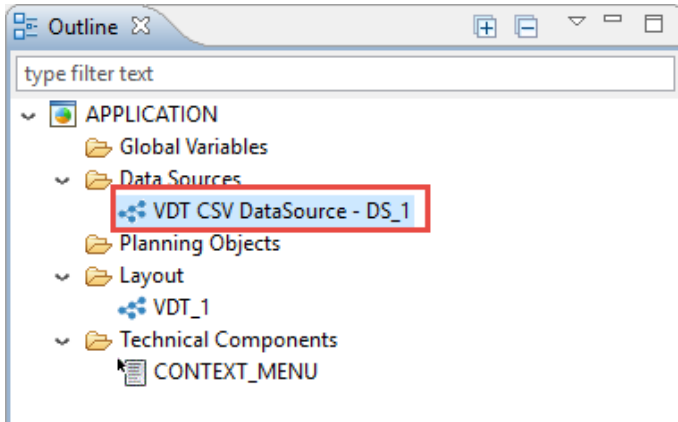 Outline
type filter text
APPLICATION
Global Variables
Data Sources
VDT CSV DataSource - DS_1
Planning Objects
Layout
VDT_1
Technical Components
CONTEXT_MENU